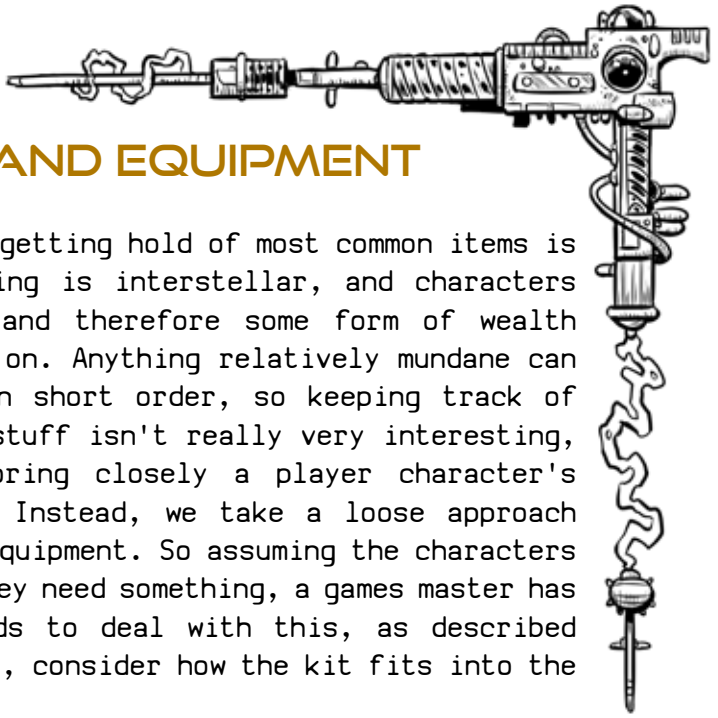 AND EQUIPMENT
getting hold of most common items is
ing is interstellar, and characters
and therefore some form of wealth
on. Anything relatively mundane can
n short order, so keeping track of
stuff isn't really very interesting,
oring closely a player character's
Instead, we take a loose approach
quipment. So assuming the characters
ey need something, a games master has
ds to deal with this, as described
, consider how the kit fits into the